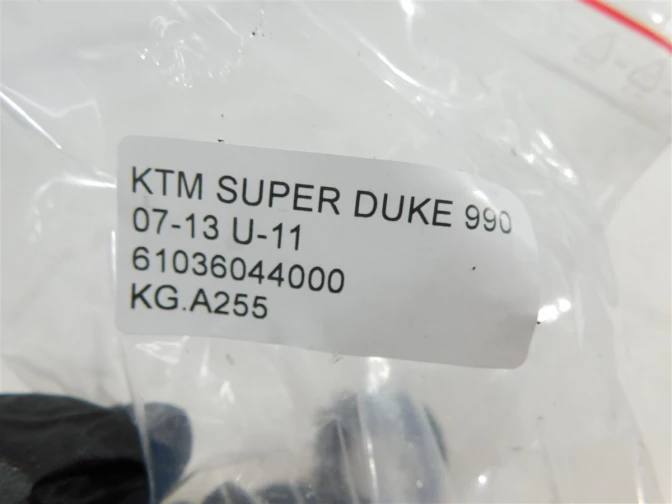 KTM SUPER DUKE 990
07-13 U-11
61036044000
KG.A255